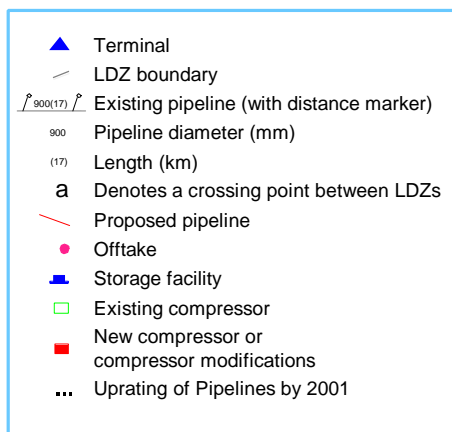 Terminal
LDZ boundary
900(17) Existing pipeline (with distance marker)
900 Pipeline diameter (mm)
(17) Length (km)
a Denotes a crossing point between LDZs
Proposed pipeline
Offtake
Storage facility
Existing compressor
New compressor or
compressor modifications
Uprating of Pipelines by 2001